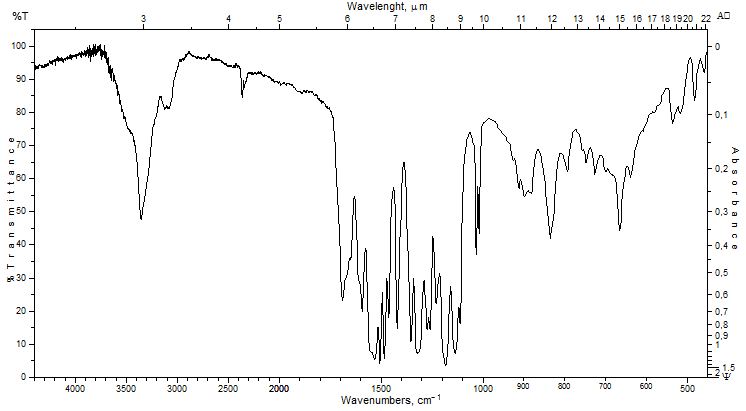 Wavelenght, µm
%T 3 4 5 6 7 8 9 10 11 12 13 14 15 16 17 18 19 20 22 A
100 0
90
80 0,1
70 0,2
60 0,3
50 0,4
40 0,5
30 0,6
20 0,7
10 0,8
0,9
1
1.5
0 2
% Transmittance
Absorbance
4000 3500 3000 2500 2000 1500 1000 900 800 700 600 500
Wavenumbers, cm⁻¹